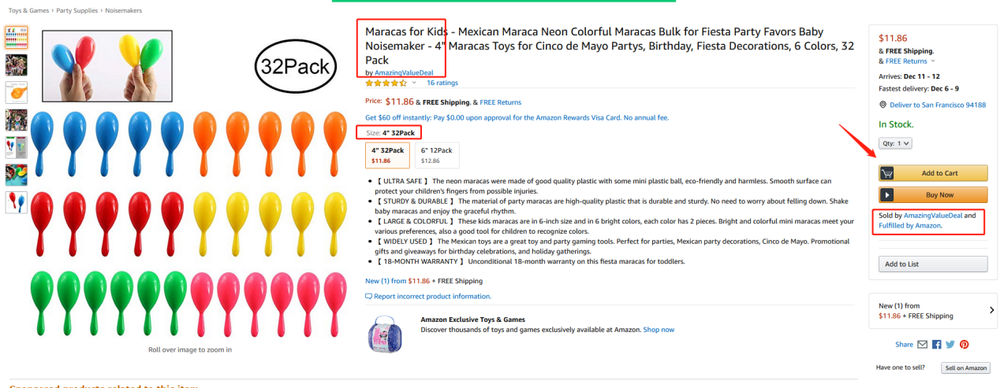 Toys & Games › Party Supplies › Noisemakers
32Pack
Maracas for Kids - Mexican Maraca Neon Colorful Maracas Bulk for Fiesta Party Favors Baby
Noisemaker - 4" Maracas Toys for Cinco de Mayo Partys, Birthday, Fiesta Decorations, 6 Colors, 32
Pack
by AmazingValueDeal
16 ratings
Price: $11.86 & FREE Shipping. & FREE Returns
Get $60 off instantly: Pay $0.00 upon approval for the Amazon Rewards Visa Card. No annual fee.
Size: 4" 32Pack
4" 32Pack
$11.86
6" 12Pack
$12.86
• 【 ULTRA SAFE 】 The neon maracas were made of good quality plastic with some mini plastic ball, eco-friendly and harmless. Smooth surface can
protect your children's fingers from possible injuries.
• 【 STURDY & DURABLE 】 The material of party maracas are high-quality plastic that is durable and sturdy. No need to worry about felling down. Shake
baby maracas and enjoy the graceful rhythm.
• 【 LARGE & COLORFUL 】 These kids maracas are in 6-inch size and in 6 bright colors, each color has 2 pieces. Bright and colorful mini maracas meet your
various preferences, also a good tool for children to recognize colors.
• 【 WIDELY USED 】 The Mexican toys are a great toy and party gaming tools. Perfect for parties, Mexican party decorations, Cinco de Mayo. Promotional
gifts and giveaways for birthday celebrations, and holiday gatherings.
• 【 18-MONTH WARRANTY 】 Unconditional 18-month warranty on this fiesta maracas for toddlers.
New (1) from $11.86 + FREE Shipping
Report incorrect product information.
Amazon Exclusive Toys & Games
Discover thousands of toys and games exclusively available at Amazon. Shop now
Roll over image to zoom in
$11.86
& FREE Shipping.
& FREE Returns
Arrives: Dec 11 - 12
Fastest delivery: Dec 6 - 9
Deliver to San Francisco 94188
In Stock.
Qty: 1
Add to Cart
Buy Now
Sold by AmazingValueDeal and
Fulfilled by Amazon.
Add to List
New (1) from
$11.86 + FREE Shipping
Share
Have one to sell?
Sell on Amazon
Sponsored products related to this item